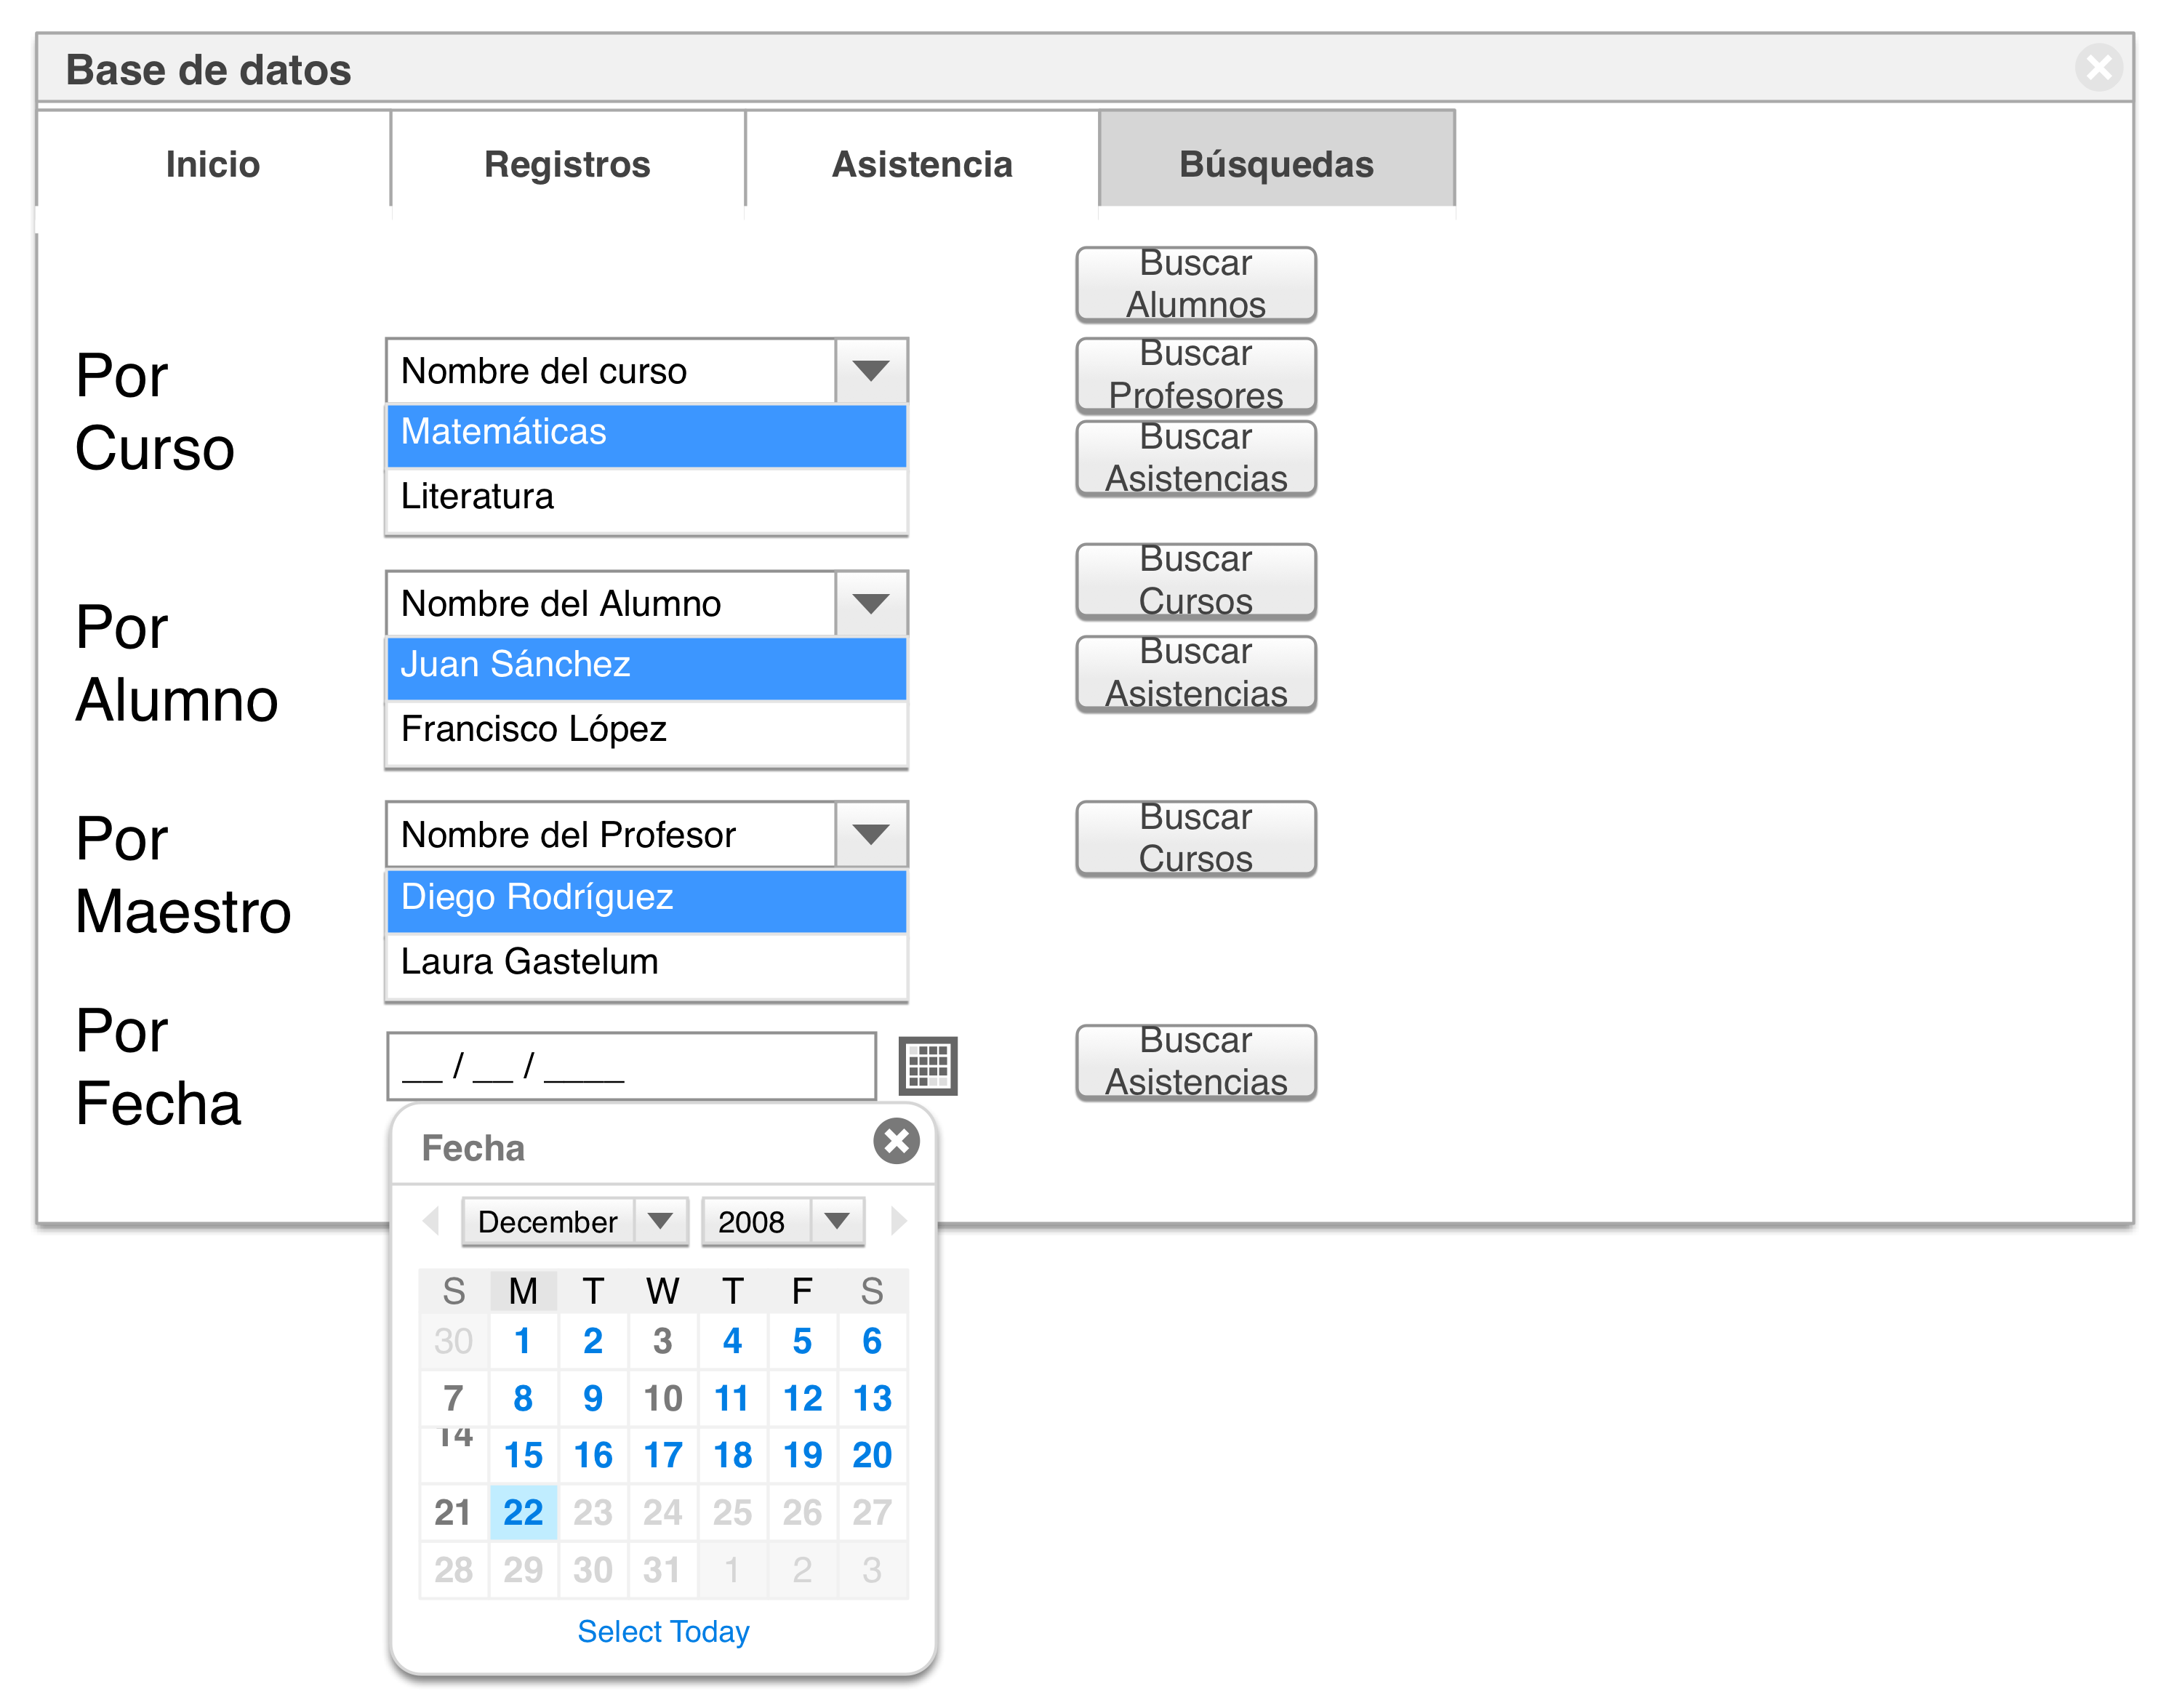 Base de datos
Inicio Registros Asistencia Búsquedas
Buscar
Alumnos
Por
Curso
Nombre del curso
Matemáticas
Literatura
Buscar
Profesores
Buscar
Asistencias
Por
Alumno
Nombre del Alumno
Juan Sánchez
Francisco López
Buscar
Cursos
Buscar
Asistencias
Por
Maestro
Nombre del Profesor
Diego Rodríguez
Laura Gastelum
Buscar
Cursos
Por
Fecha
__ / __ / ____
Buscar
Asistencias
Fecha
December 2008
S M T W T F S
30 1 2 3 4 5 6
7 8 9 10 11 12 13
14 15 16 17 18 19 20
21 22 23 24 25 26 27
28 29 30 31 1 2 3
Select Today